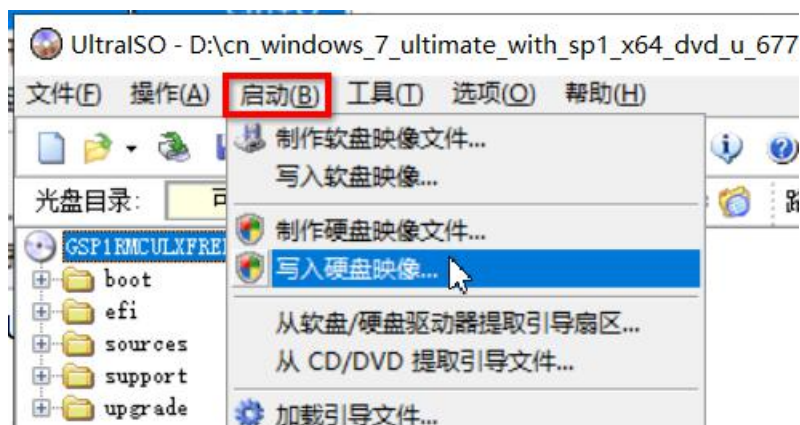 UltraISO - D:\cn_windows_7_ultimate_with_sp1_x64_dvd_u_677
文件(F) 操作(A) 启动(B) 工具(T) 选项(O) 帮助(H)
制作软盘映像文件...
写入软盘映像...
光盘目录: 可
制作硬盘映像文件...
GSP1RMCULXFRE
写入硬盘映像...
boot
efi
从软盘/硬盘驱动器提取引导扇区...
sources
从 CD/DVD 提取引导文件...
support
upgrade
加载引导文件...